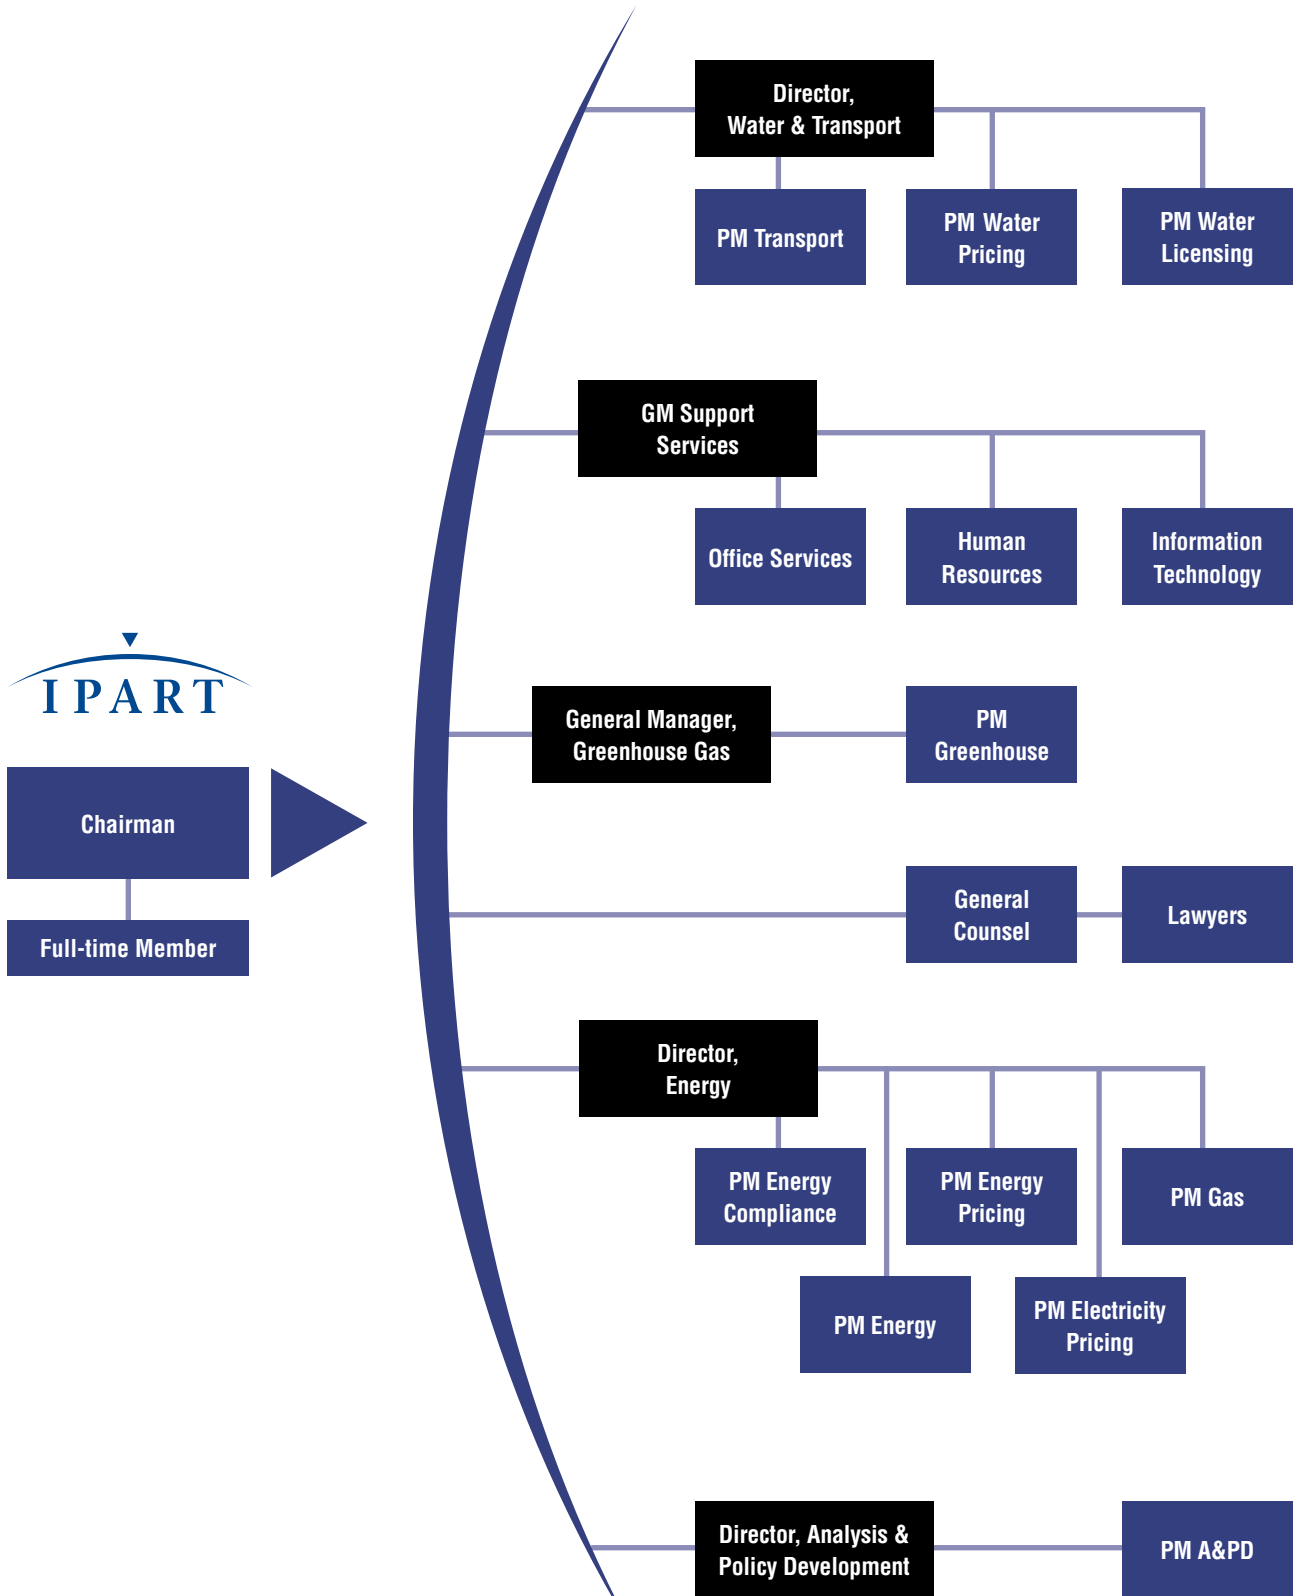 Director,
Water & Transport
PM Transport
PM Water
Pricing
PM Water
Licensing
GM Support
Services
Office Services
Human
Resources
Information
Technology
IPART
Chairman
Full-time Member
General Manager,
Greenhouse Gas
PM
Greenhouse
General
Counsel
Lawyers
Director,
Energy
PM Energy
Compliance
PM Energy
Pricing
PM Gas
PM Energy
PM Electricity
Pricing
Director, Analysis &
Policy Development
PM A&PD